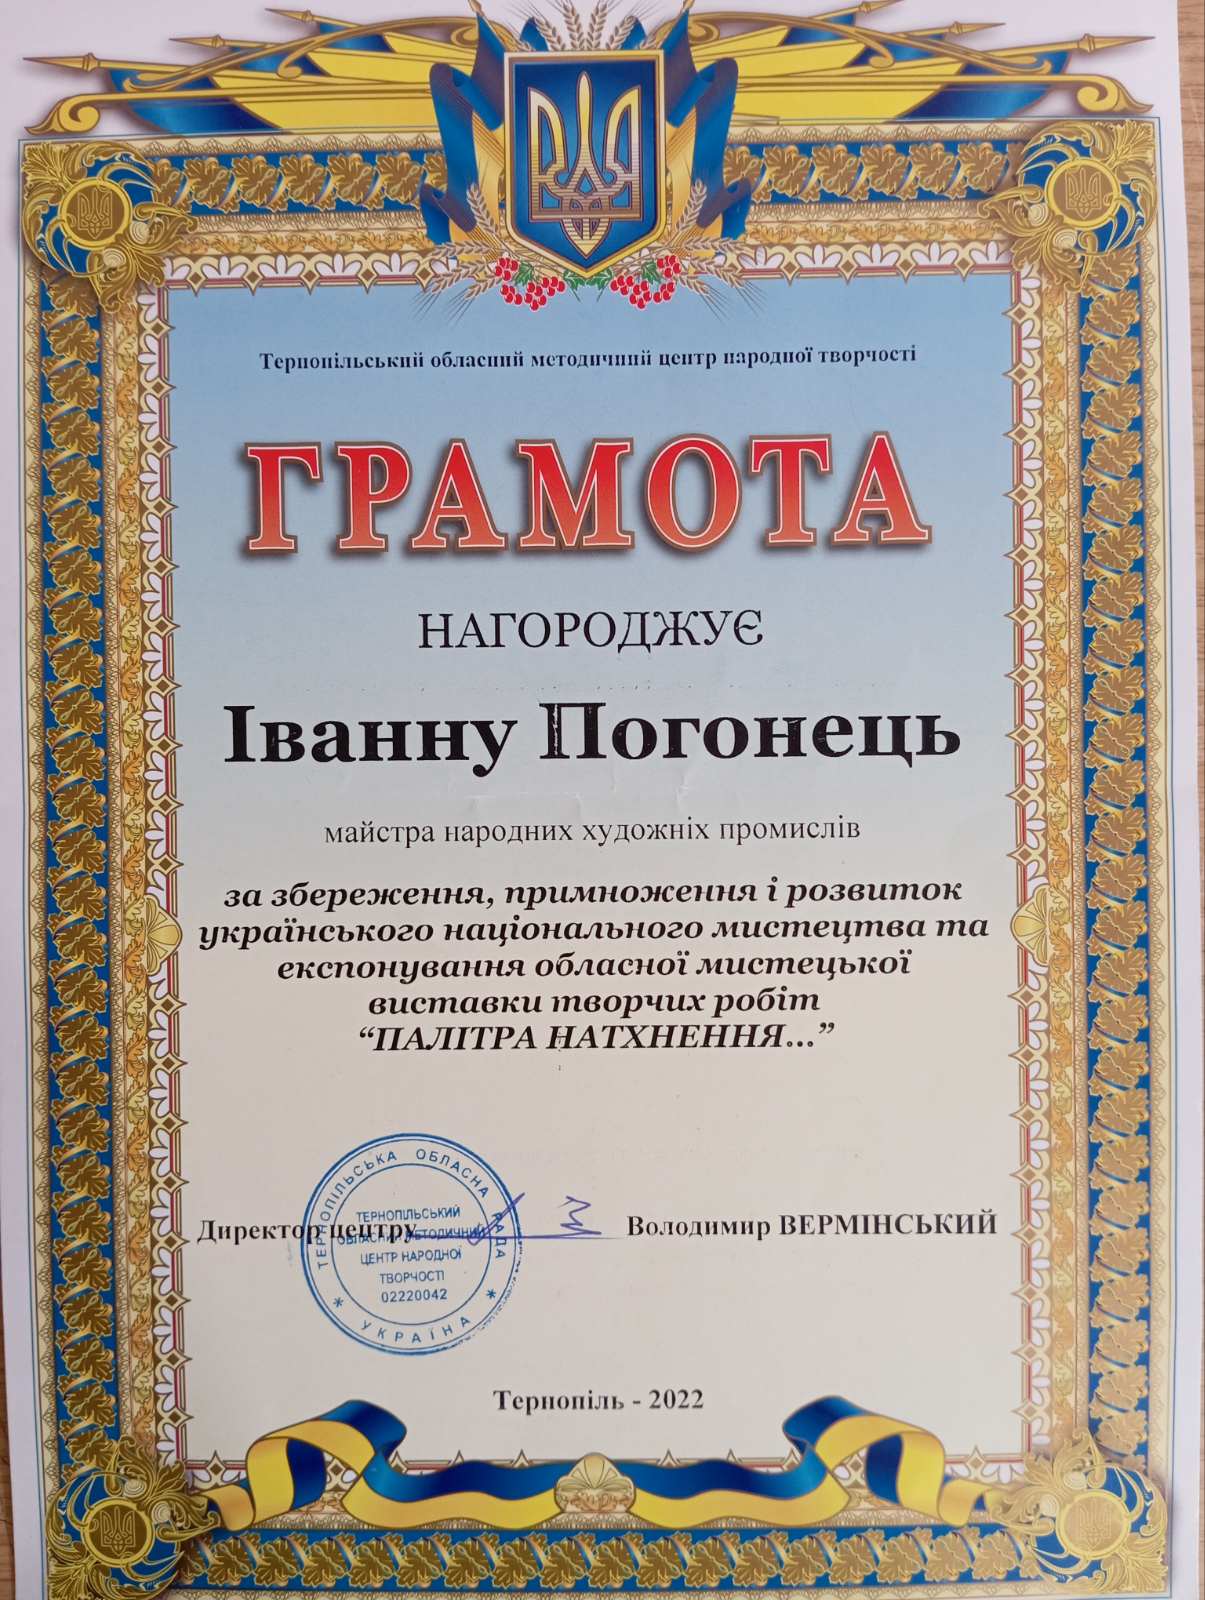 Тернопільський обласний методичний центр народної творчості
ГРАМОТА
НАГОРОДЖУЄ
Іванну Погонець
майстра народних художніх промислів
за збереження, примноження і розвиток
українського національного мистецтва та
експонування обласної мистецької
виставки творчих робіт
“ПАЛІТРА НАТХНЕННЯ...”
Директор центру Володимир ВЕРМІНСЬКИЙ
ТЕРНОПІЛЬСЬКА ОБЛАСНА РАДА
ТЕРНОПІЛЬСЬКИЙ
ОБЛАСНИЙ МЕТОДИЧНИЙ
ЦЕНТР НАРОДНОЇ
ТВОРЧОСТІ
02220042
* УКРАЇНА *
Тернопіль - 2022